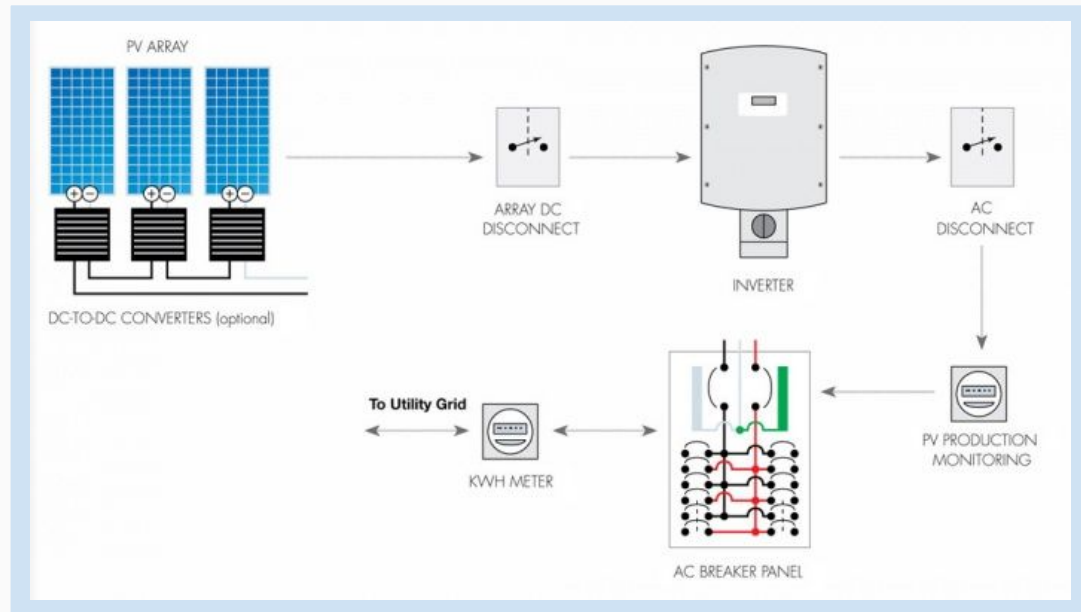 PV ARRAY
+ − + − + −
DC-TO-DC CONVERTERS (optional)
ARRAY DC
DISCONNECT
INVERTER
AC
DISCONNECT
PV PRODUCTION
MONITORING
AC BREAKER PANEL
KWH METER
To Utility Grid